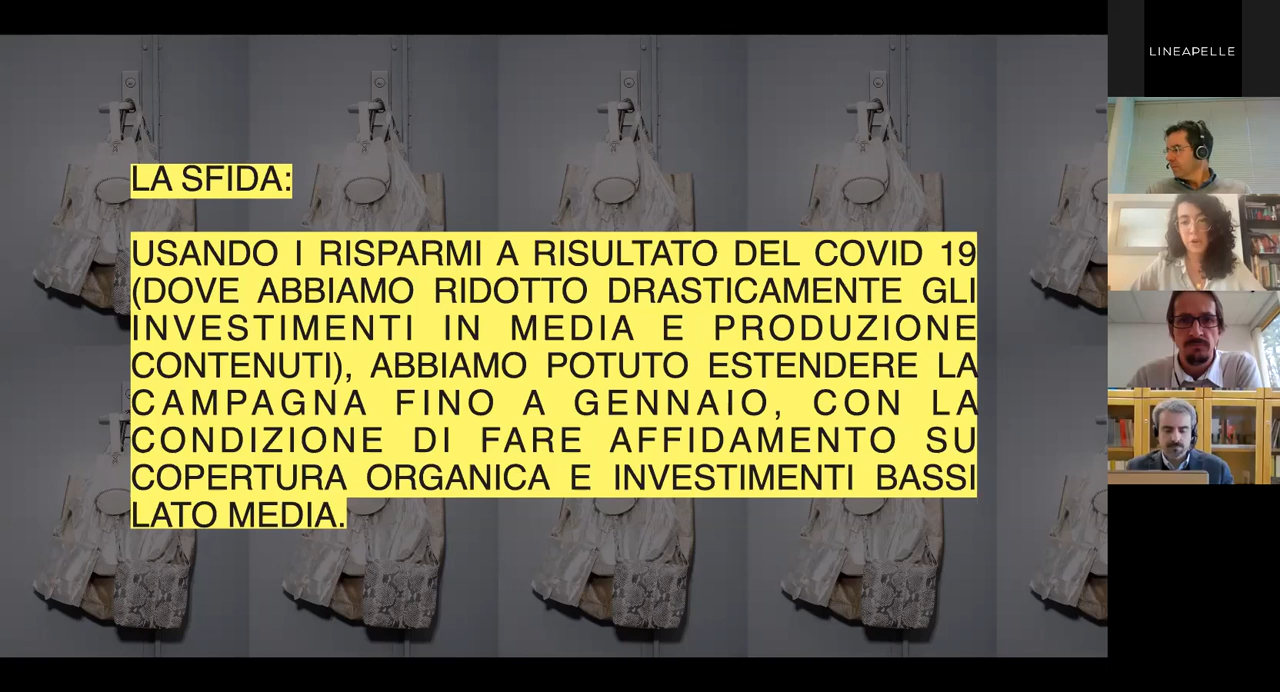 LA SFIDA:
USANDO I RISPARMI A RISULTATO DEL COVID 19
(DOVE ABBIAMO RIDOTTO DRASTICAMENTE GLI
INVESTIMENTI IN MEDIA E PRODUZIONE
CONTENUTI), ABBIAMO POTUTO ESTENDERE LA
CAMPAGNA FINO A GENNAIO, CON LA
CONDIZIONE DI FARE AFFIDAMENTO SU
COPERTURA ORGANICA E INVESTIMENTI BASSI
LATO MEDIA.
LINEAPELLE